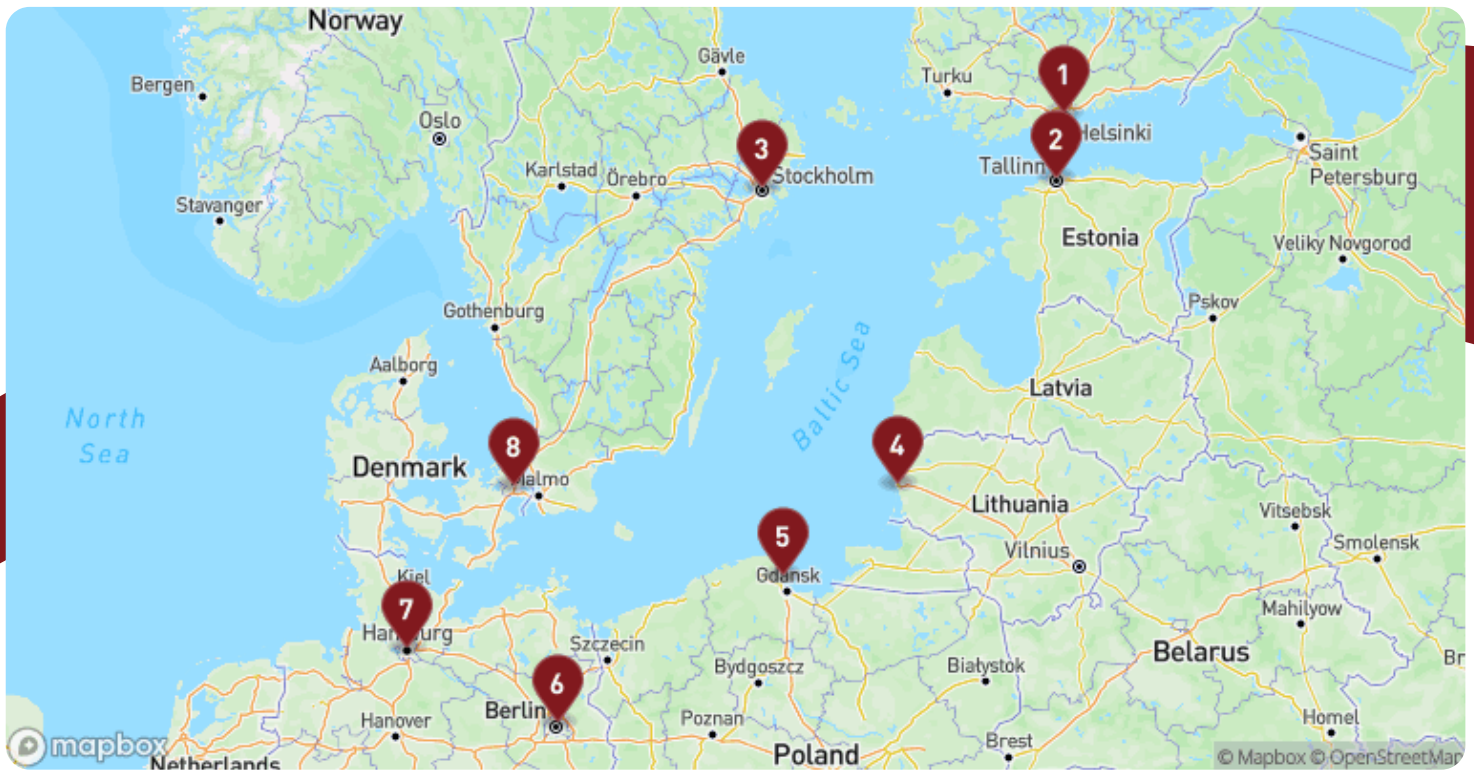 Norway
Gävle
Bergen
Turku
1
Oslo
Helsinki
2
3
Saint
Petersburg
Tallinn
Karlstad
Örebro
Stockholm
Stavanger
Estonia
Veliky Novgorod
Pskov
Gothenburg
Aalborg
Baltic Sea
Latvia
North
Sea
8
4
Denmark
Malmo
Lithuania
Vitsebsk
5
Vilnius
Smolensk
Kiel
Gdansk
7
Mahilyow
Hamburg
Szczecin
Belarus
Br
Bydgoszcz
Białystok
6
Berlin
Hanover
Poznan
Homel
mapbox
Brest
Poland
© Mapbox © OpenStreetMap
Netherlands